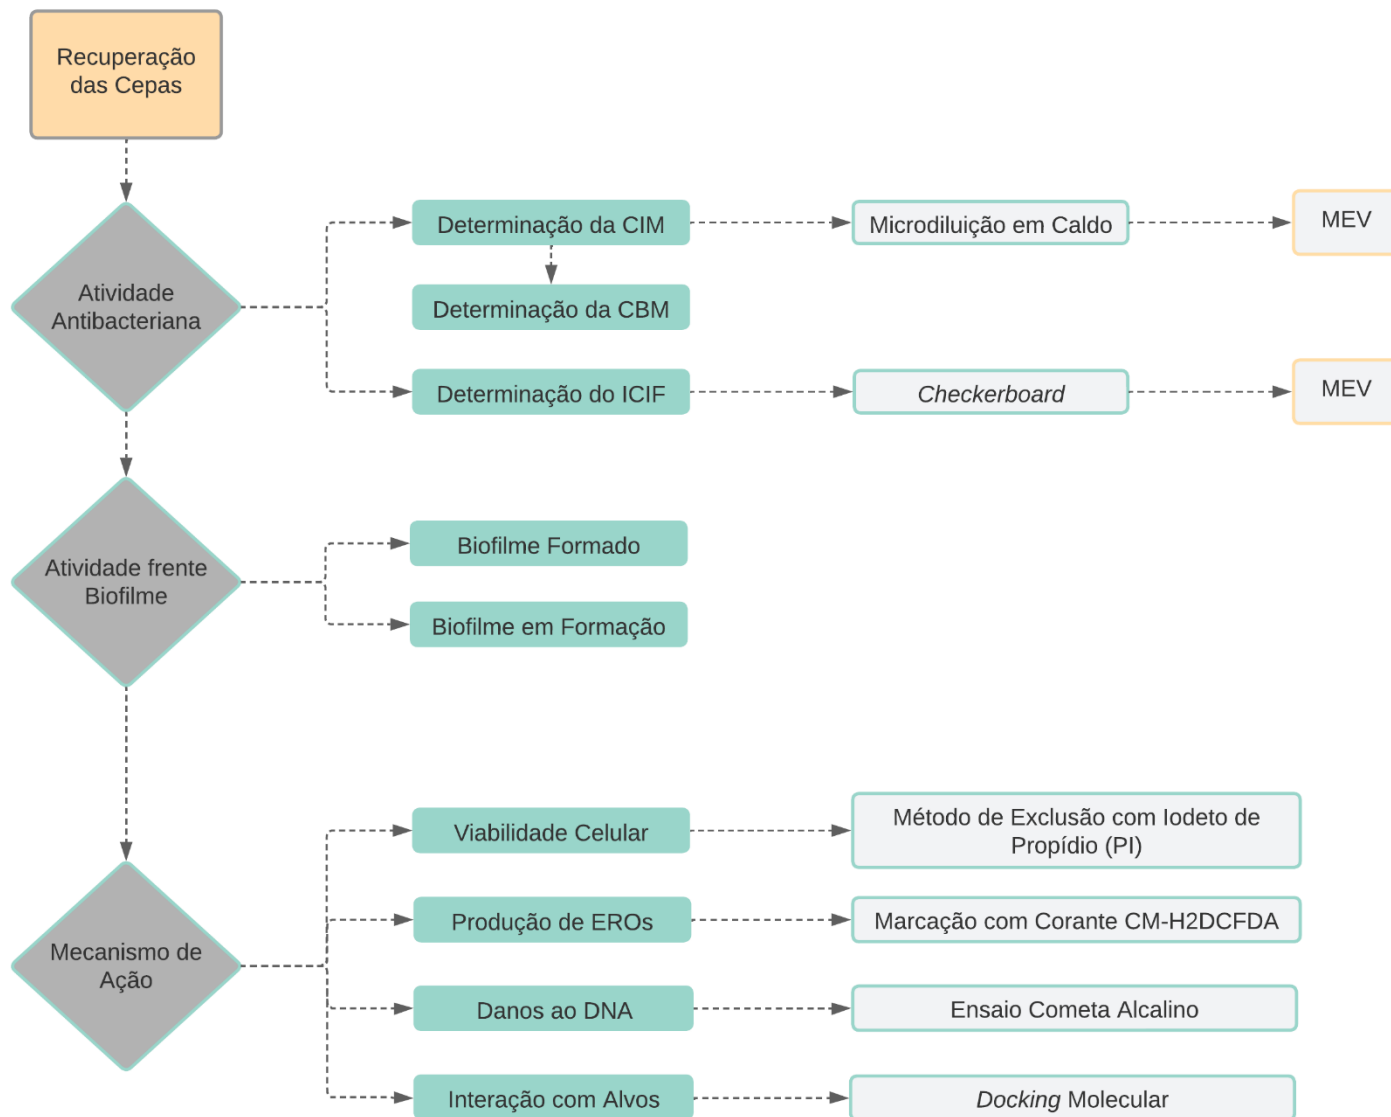 Recuperação
das Cepas
Atividade
Antibacteriana
Determinação da CIM
Microdiluição em Caldo
MEV
Determinação da CBM
Determinação do ICIF
Checkerboard
MEV
Atividade frente
Biofilme
Biofilme Formado
Biofilme em Formação
Mecanismo de
Ação
Viabilidade Celular
Método de Exclusão com Iodeto de
Propídio (PI)
Produção de EROs
Marcação com Corante CM-H2DCFDA
Danos ao DNA
Ensaio Cometa Alcalino
Interação com Alvos
Docking Molecular